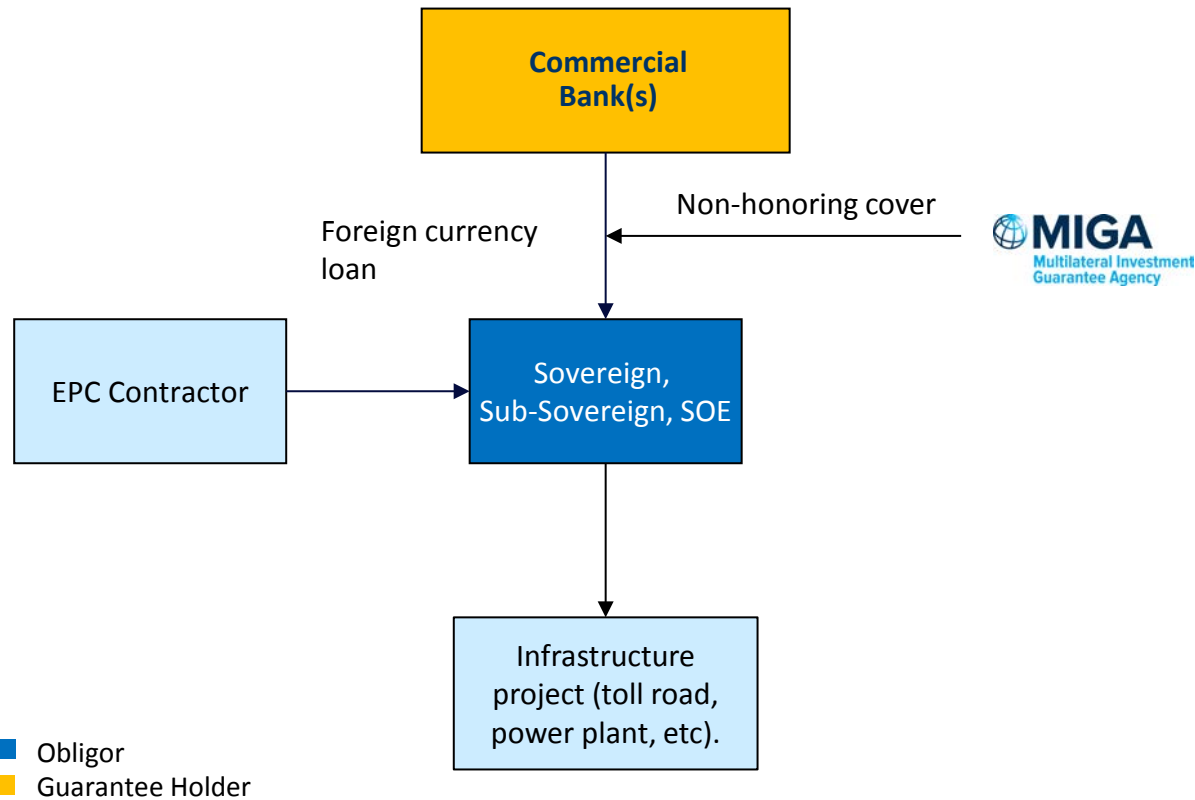 Commercial
Bank(s)
Non-honoring cover
Foreign currency
loan
MIGA
Multilateral Investment
Guarantee Agency
EPC Contractor
Sovereign,
Sub-Sovereign, SOE
Infrastructure
project (toll road,
power plant, etc).
Obligor
Guarantee Holder